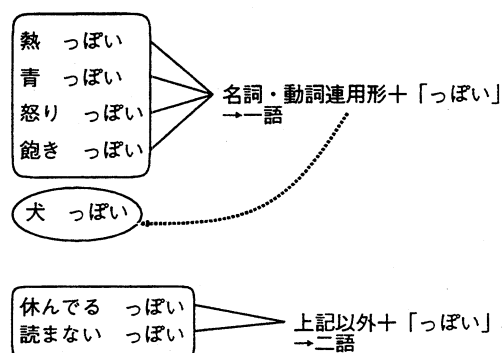 熱　っぽい
青　っぽい
怒り　っぽい
飽き　っぽい
名詞・動詞連用形＋「っぽい」
→一語
犬　っぽい
休んでる　っぽい
読まない　っぽい
上記以外＋「っぽい」
→二語